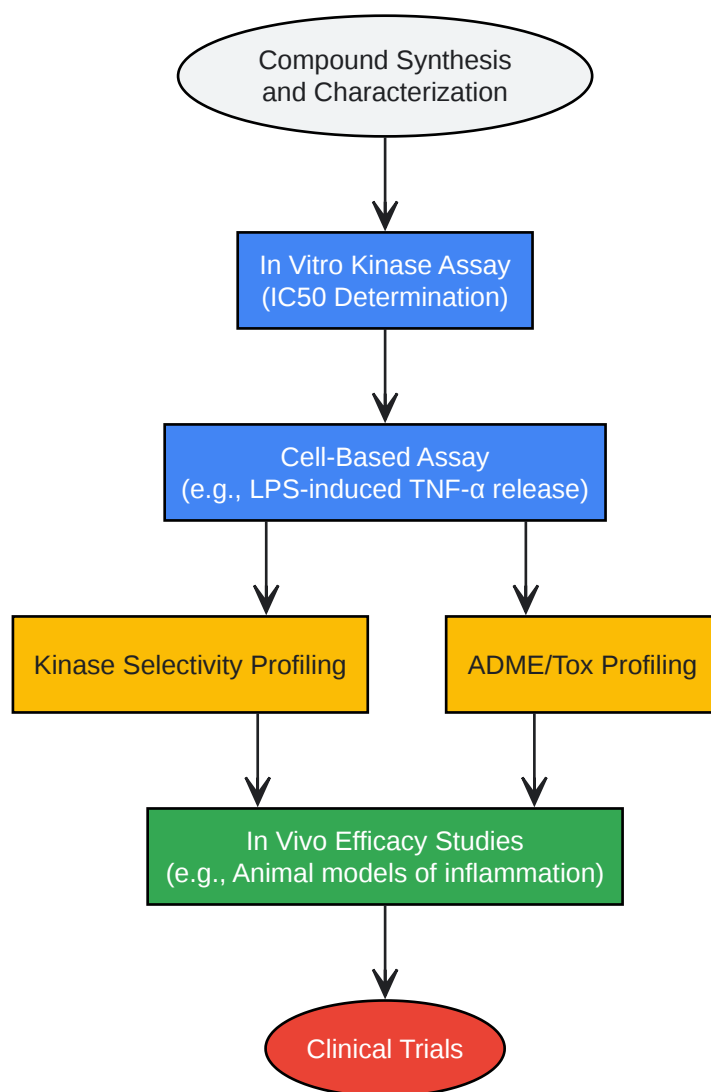 Compound Synthesis
and Characterization
In Vitro Kinase Assay
(IC50 Determination)
Cell-Based Assay
(e.g., LPS-induced TNF-α release)
Kinase Selectivity Profiling
ADME/Tox Profiling
In Vivo Efficacy Studies
(e.g., Animal models of inflammation)
Clinical Trials